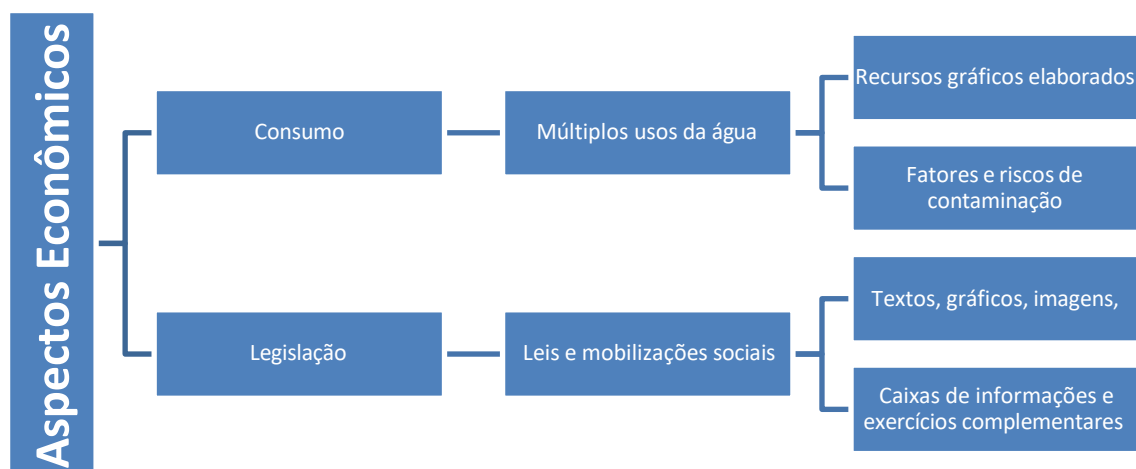 Aspectos Econômicos
Consumo
Múltiplos usos da água
Recursos gráficos elaborados
Fatores e riscos de
contaminação
Legislação
Leis e mobilizações sociais
Textos, gráficos, imagens,
Caixas de informações e
exercícios complementares